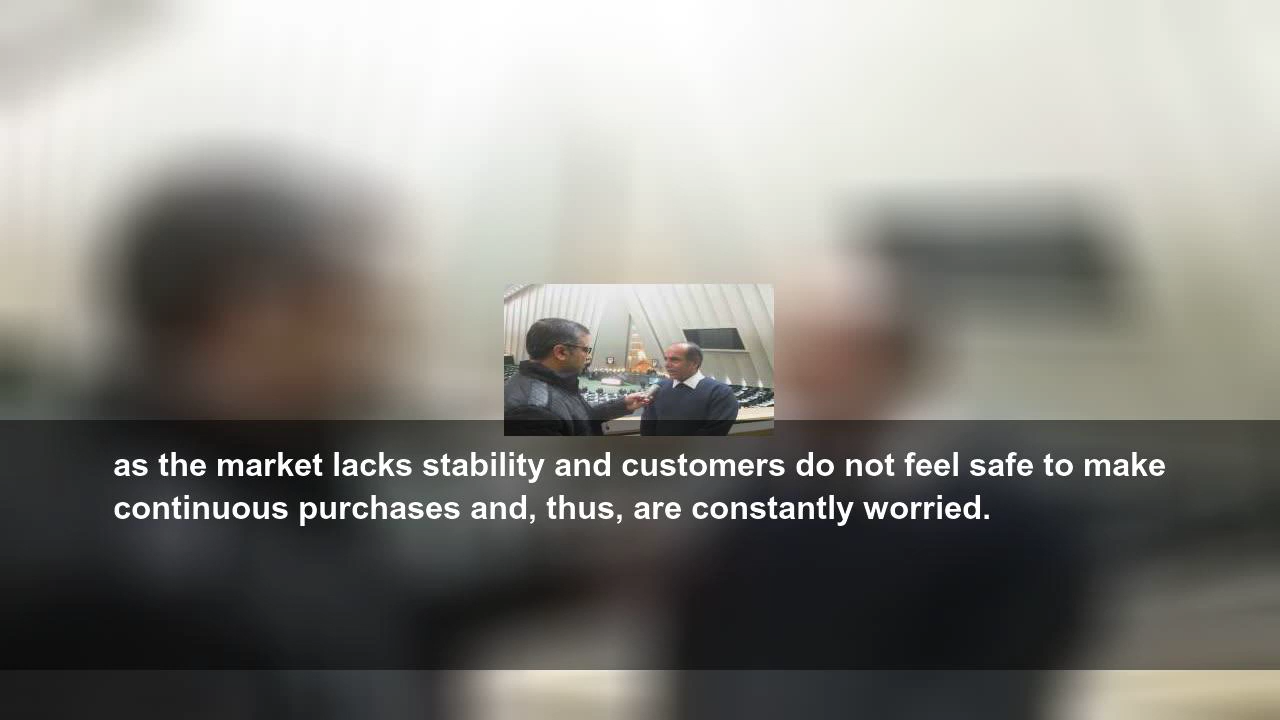 as the market lacks stability and customers do not feel safe to make
continuous purchases and, thus, are constantly worried.